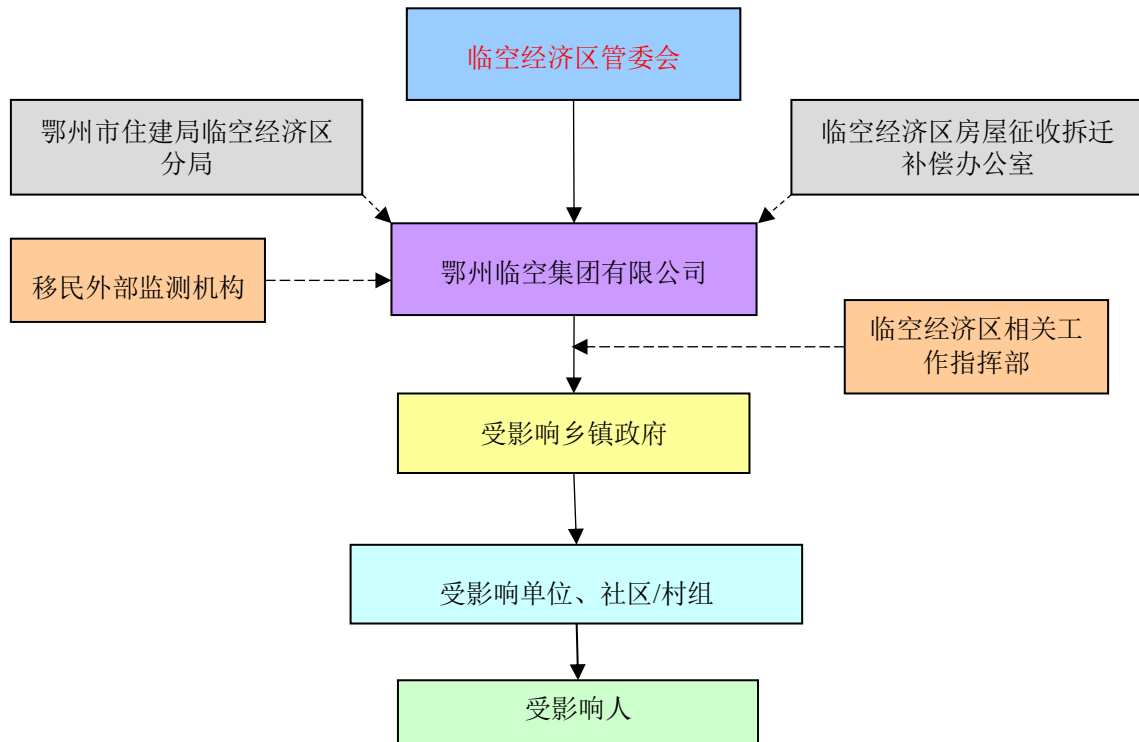 临空经济区管委会
鄂州市住建局临空经济区
分局
临空经济区房屋征收拆迁
补偿办公室
移民外部监测机构
鄂州临空集团有限公司
临空经济区相关工
作指挥部
受影响乡镇政府
受影响单位、社区/村组
受影响人